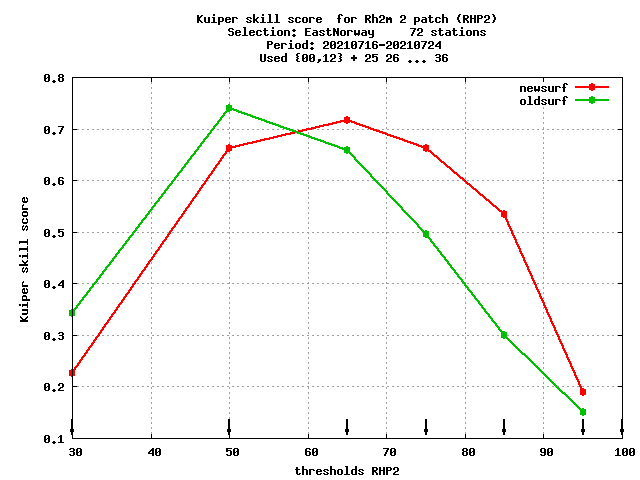 Kuiper skill score  for Rh2m 2 patch (RHP2)
Selection: EastNorway     72 stations
Period: 20210716-20210724
Used {00,12} + 25 26 ... 36
newsurf
oldsurf
0.8
0.7
0.6
0.5
0.4
0.3
0.2
0.1
Kuiper skill score
30 40 50 60 70 80 90 100
thresholds RHP2